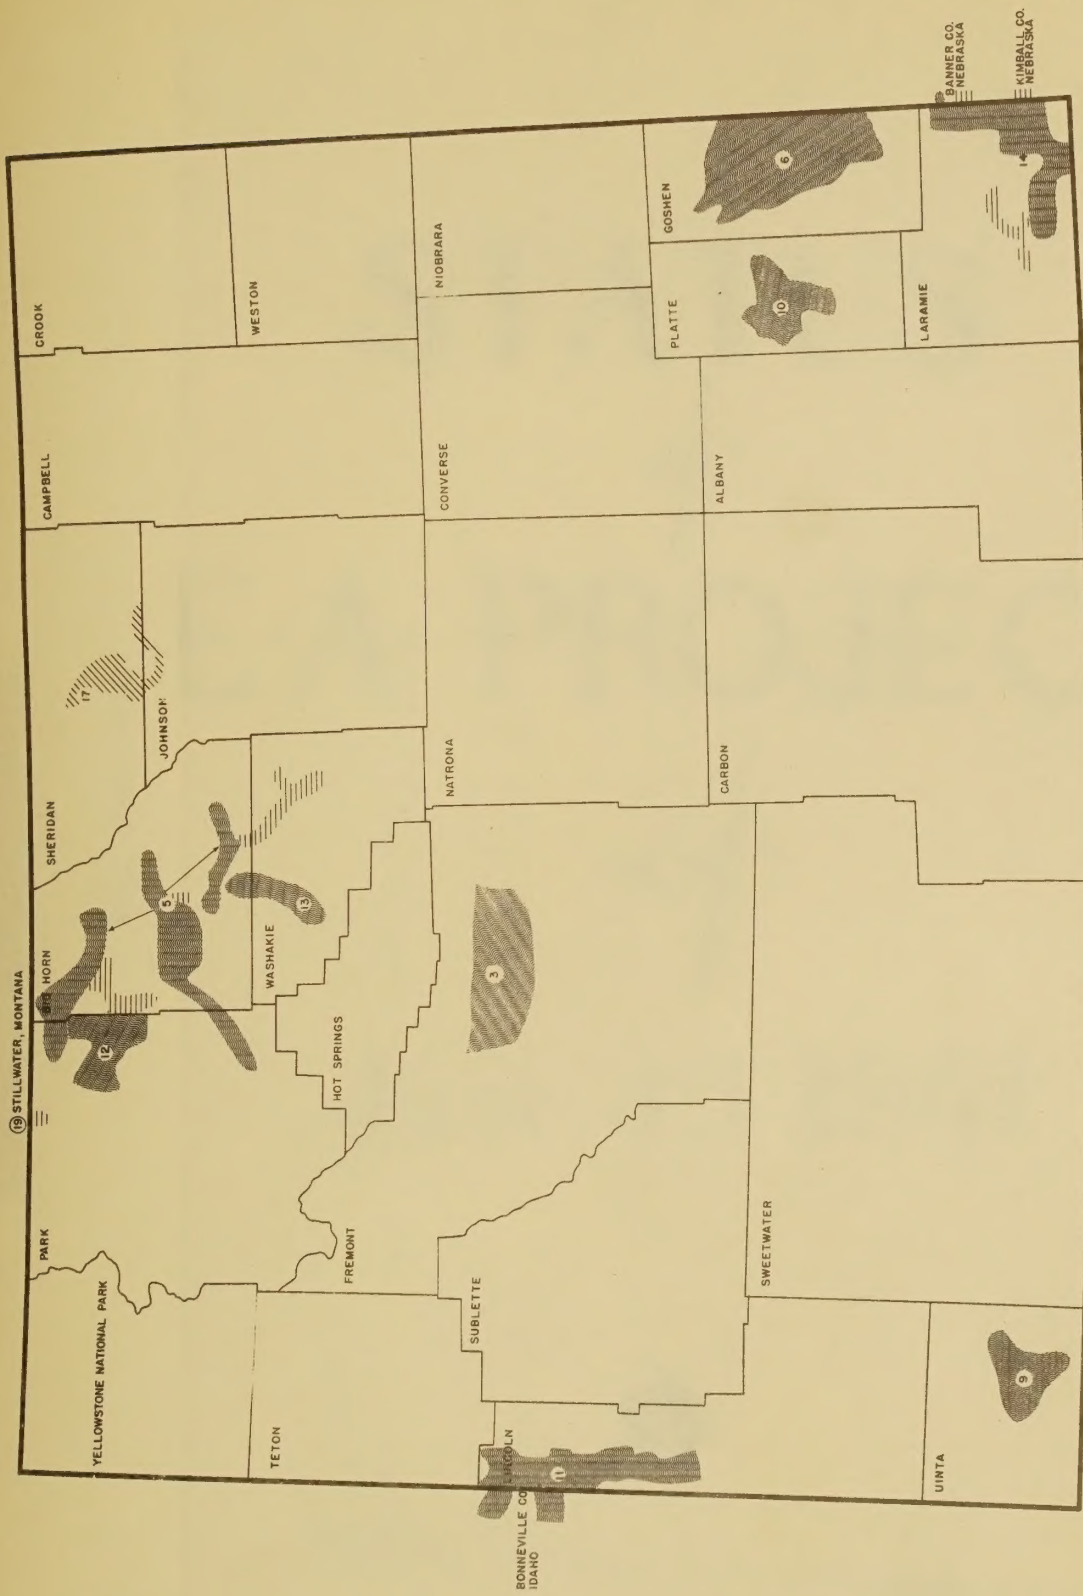 (19) STILLWATER, MONTANA
YELLOWSTONE NATIONAL PARK
PARK
BIG HORN
SHERIDAN
CAMPBELL
CROOK
17
12
5
JOHNSON
WESTON
TETON
HOT SPRINGS
WASHAKIE
13
FREMONT
NATRONA
CONVERSE
NIOBRARA
SUBLETTE
3
BONNEVILLE CO.
IDAHO
LINCOLN
11
PLATTE
GOSHEN
10
6
SWEETWATER
CARBON
ALBANY
LARAMIE
UINTA
9
14
BANNER CO.
NEBRASKA
KIMBALL CO.
NEBRASKA